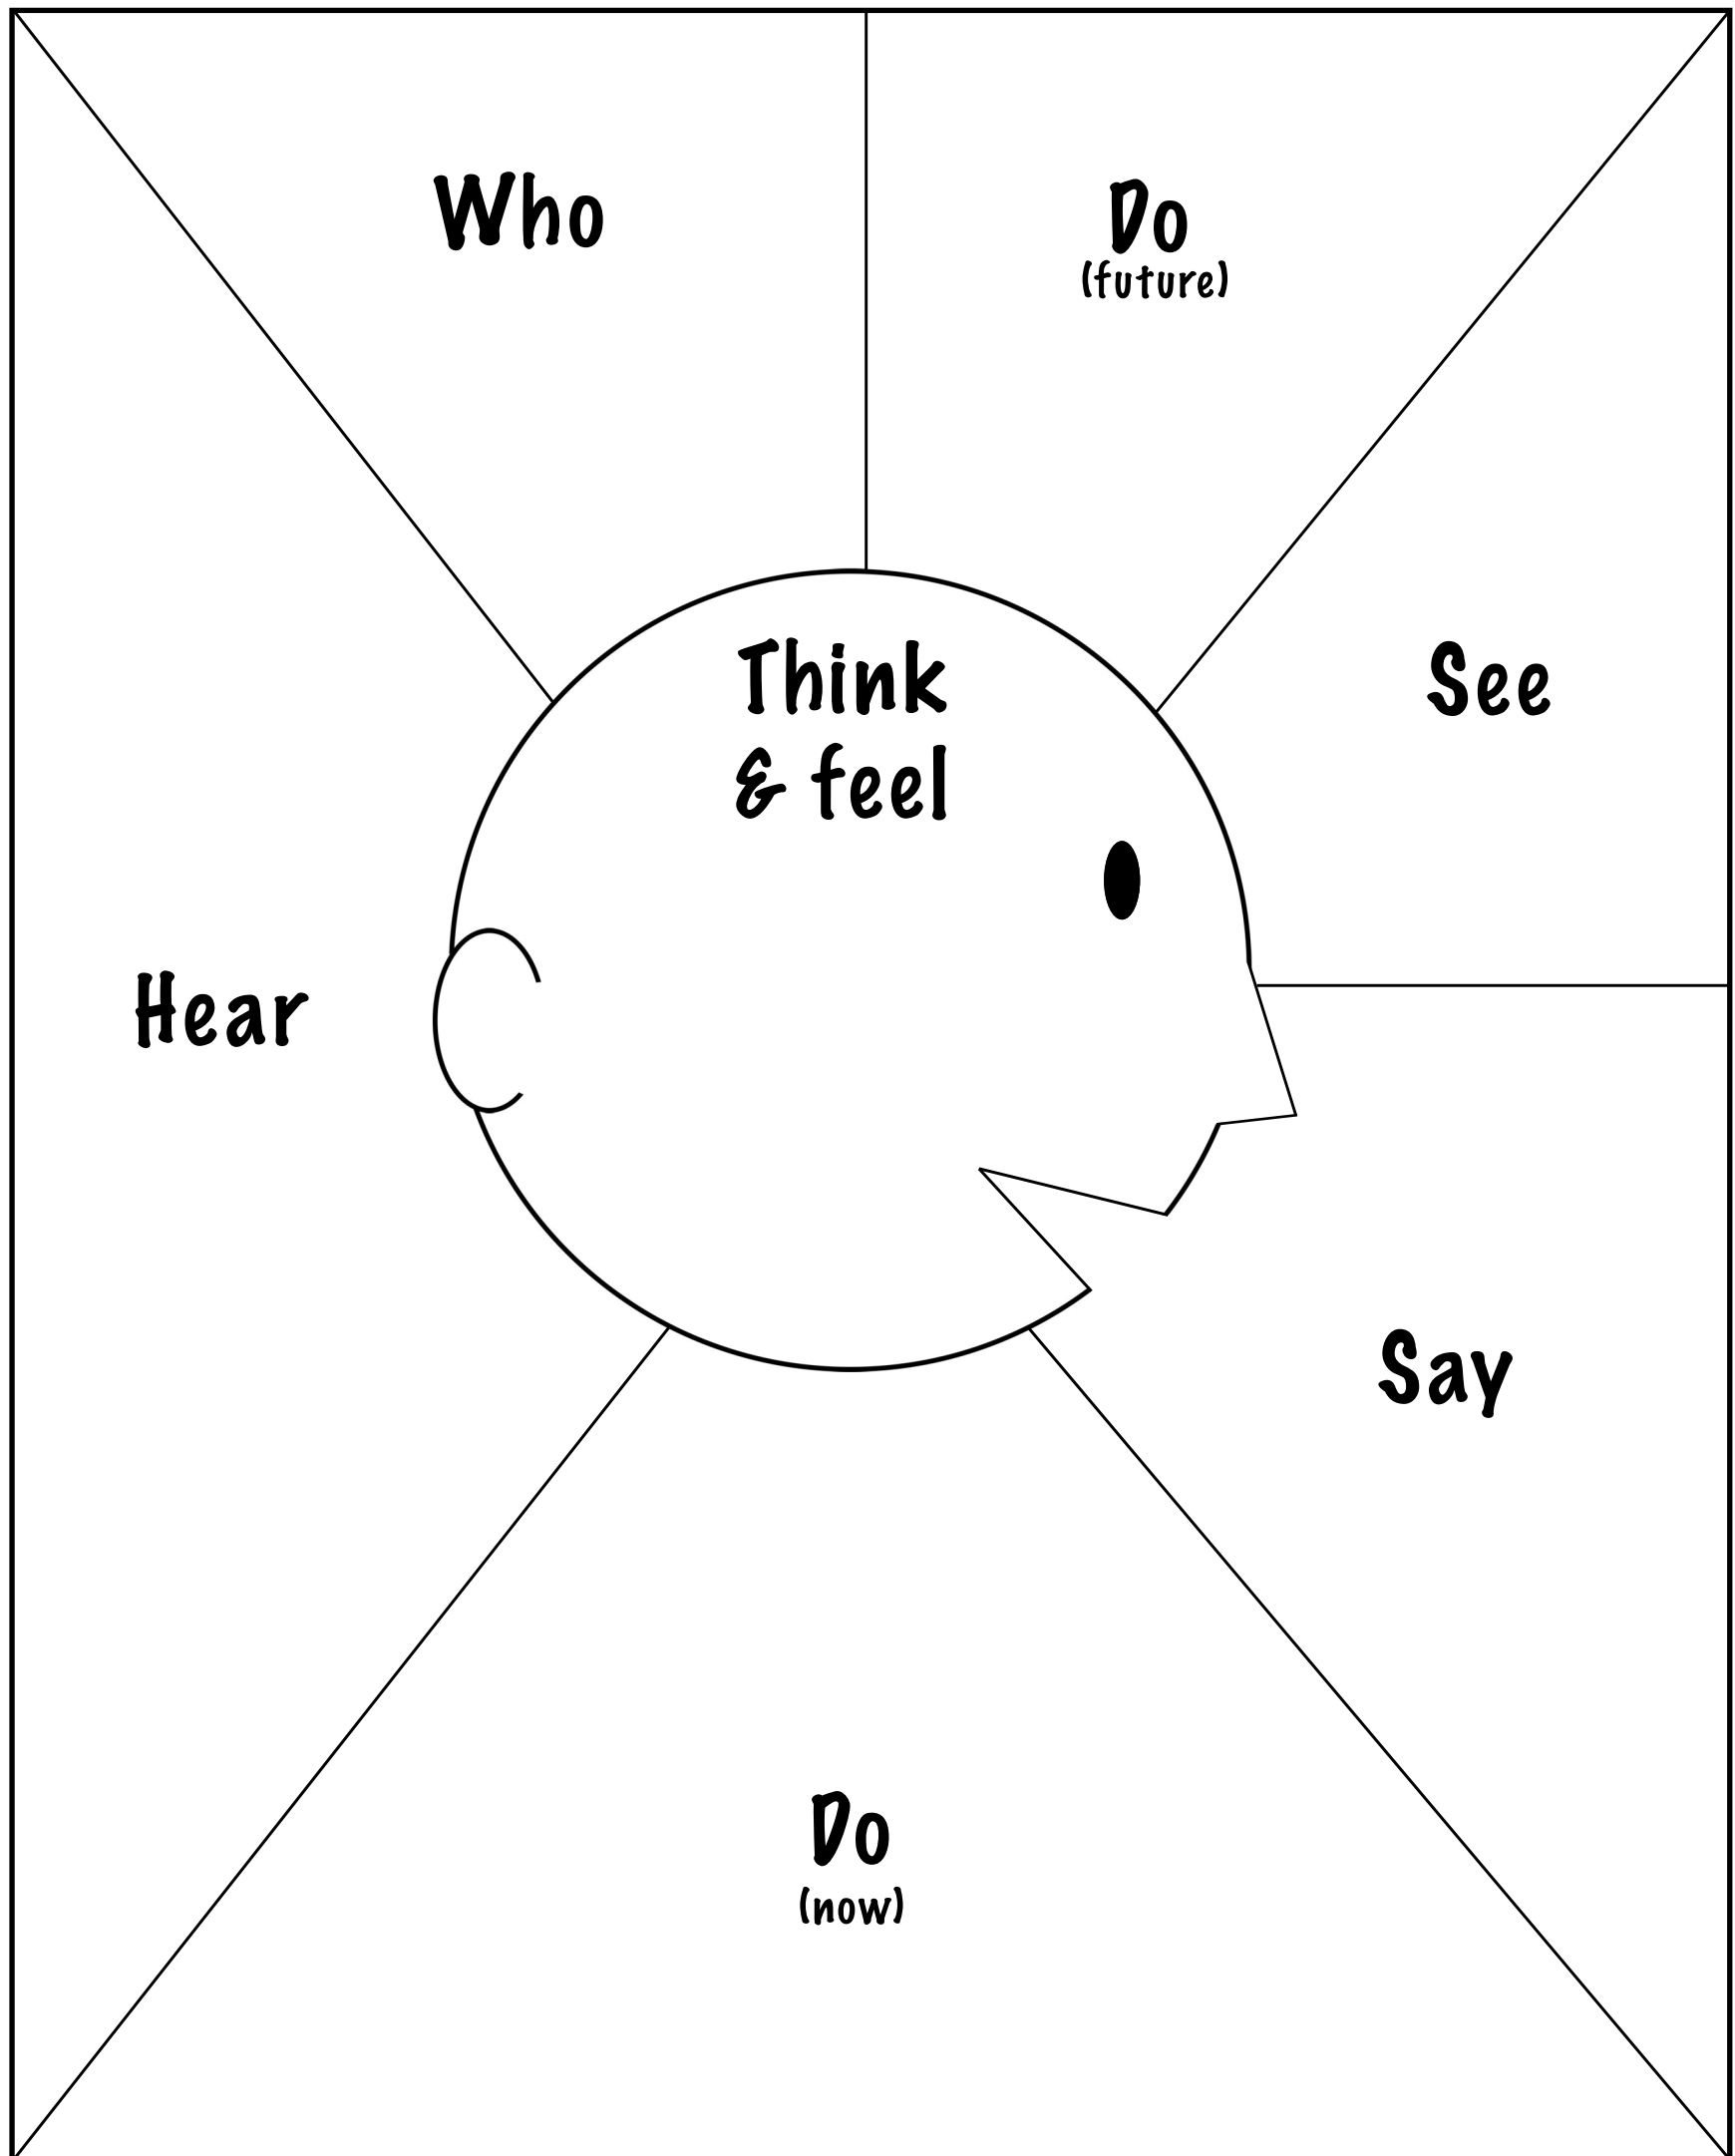 Who
Do
(future)
Think
& feel
See
Hear
Say
Do
(now)